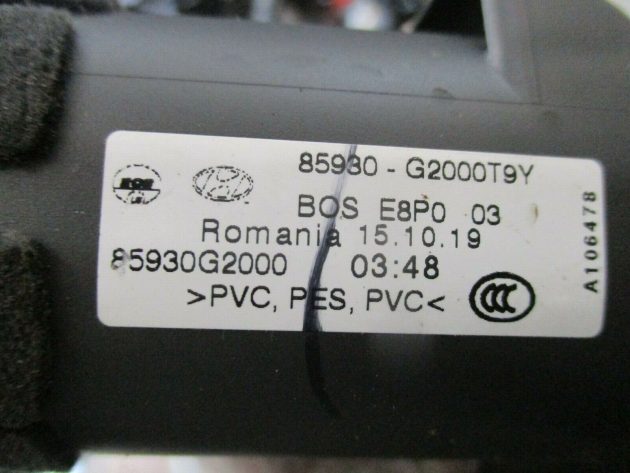 85930 - G2000T9Y
BOS E8P0 03
Romania 15.10.19
85930G2000 03:48
>PVC, PES, PVC<
A106478